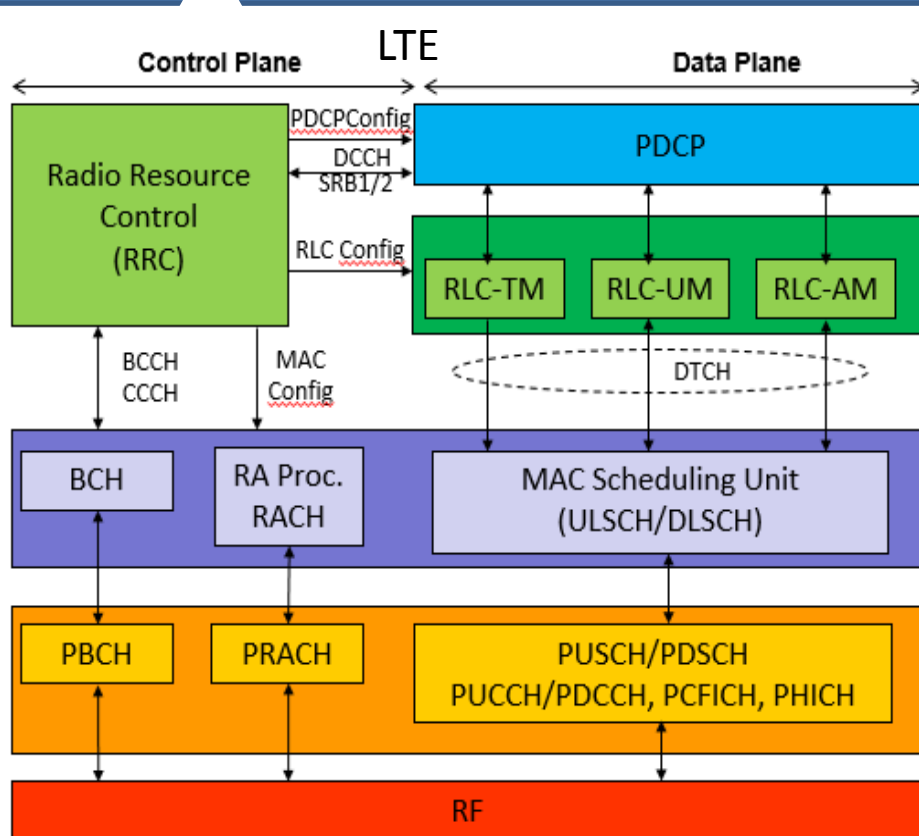 LTE
Control Plane
Data Plane
PDCPConfig
DCCH
SRB1/2
RLC Config
Radio Resource
Control
(RRC)
PDCP
RLC-TM
RLC-UM
RLC-AM
BCCH
CCCH
MAC
Config
DTCH
BCH
RA Proc.
RACH
MAC Scheduling Unit
(ULSCH/DLSCH)
PBCH
PRACH
PUSCH/PDSCH
PUCCH/PDCCH, PCFICH, PHICH
RF